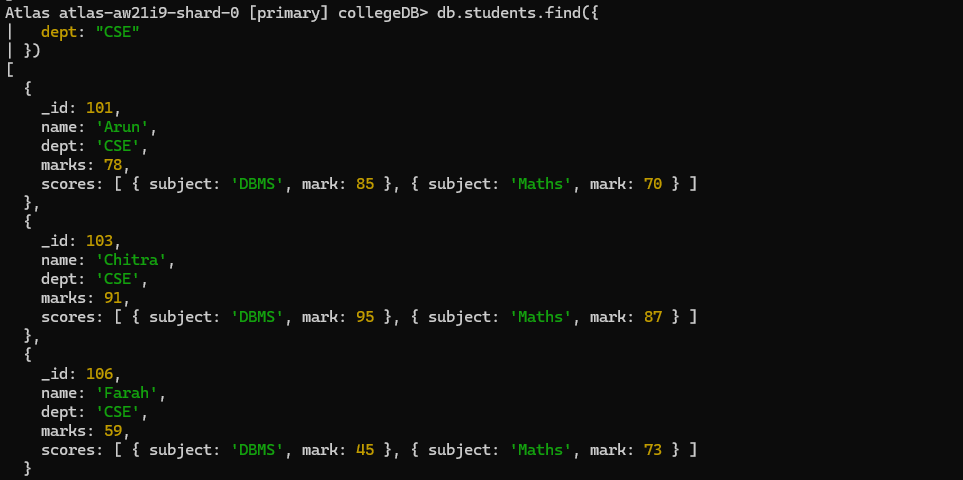 Atlas atlas-aw21i9-shard-0 [primary] collegeDB> db.students.find({
|   dept: "CSE"
| })
[
  {
    _id: 101,
    name: 'Arun',
    dept: 'CSE',
    marks: 78,
    scores: [ { subject: 'DBMS', mark: 85 }, { subject: 'Maths', mark: 70 } ]
  },
  {
    _id: 103,
    name: 'Chitra',
    dept: 'CSE',
    marks: 91,
    scores: [ { subject: 'DBMS', mark: 95 }, { subject: 'Maths', mark: 87 } ]
  },
  {
    _id: 106,
    name: 'Farah',
    dept: 'CSE',
    marks: 59,
    scores: [ { subject: 'DBMS', mark: 45 }, { subject: 'Maths', mark: 73 } ]
  }